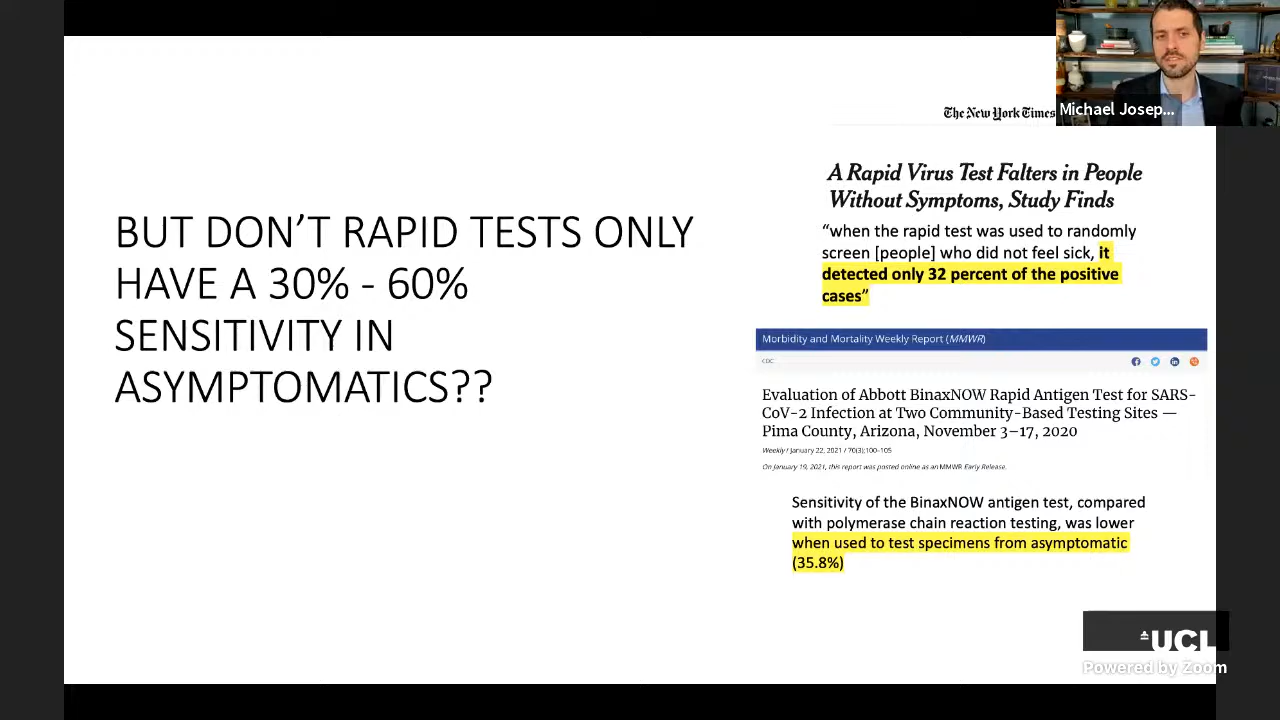 The New York Times
Michael Josep...
A Rapid Virus Test Falters in People
Without Symptoms, Study Finds
“when the rapid test was used to randomly
screen [people] who did not feel sick, it
detected only 32 percent of the positive
cases”
BUT DON’T RAPID TESTS ONLY
HAVE A 30% - 60%
SENSITIVITY IN
ASYMPTOMATICS??
Morbidity and Mortality Weekly Report (MMWR)
CDC
Evaluation of Abbott BinaxNOW Rapid Antigen Test for SARS-
CoV-2 Infection at Two Community-Based Testing Sites —
Pima County, Arizona, November 3–17, 2020
Weekly / January 22, 2021 / 70(3);100–105
On January 19, 2021, this report was posted online as an MMWR Early Release.
Sensitivity of the BinaxNOW antigen test, compared
with polymerase chain reaction testing, was lower
when used to test specimens from asymptomatic
(35.8%)
UCL
Powered by Zoom